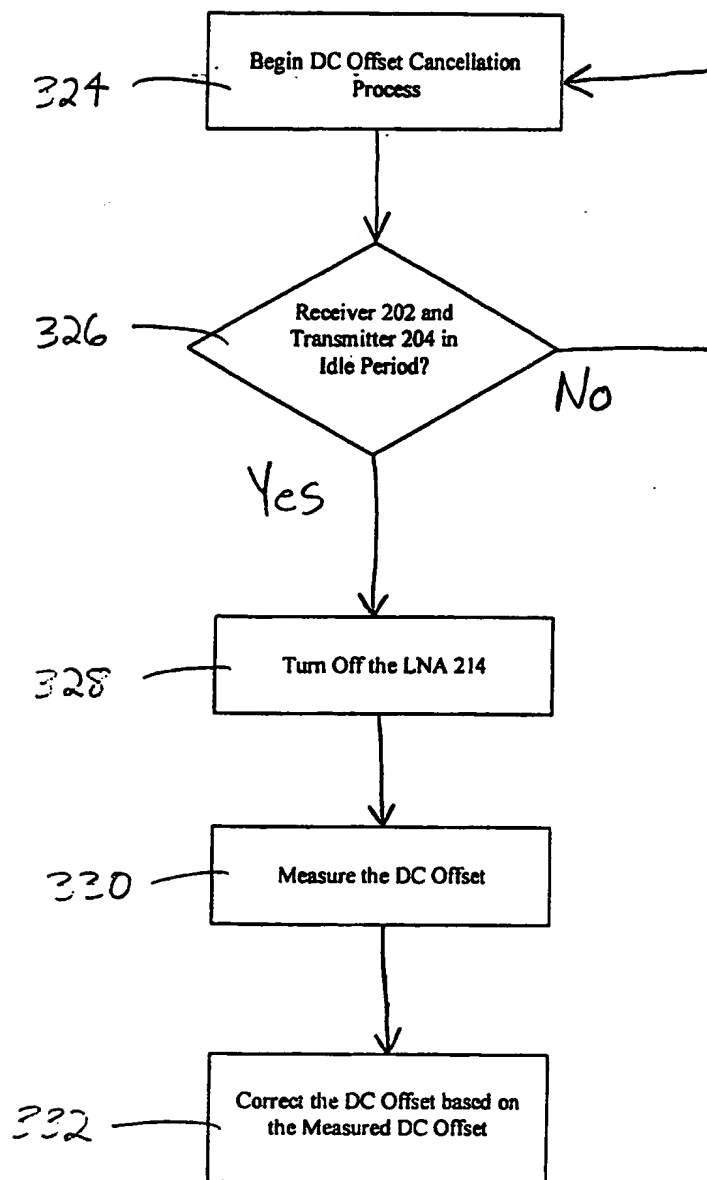 324
Begin DC Offset Cancellation
Process
326
Receiver 202 and
Transmitter 204 in
Idle Period?
No
Yes
328
Turn Off the LNA 214
330
Measure the DC Offset
332
Correct the DC Offset based on
the Measured DC Offset